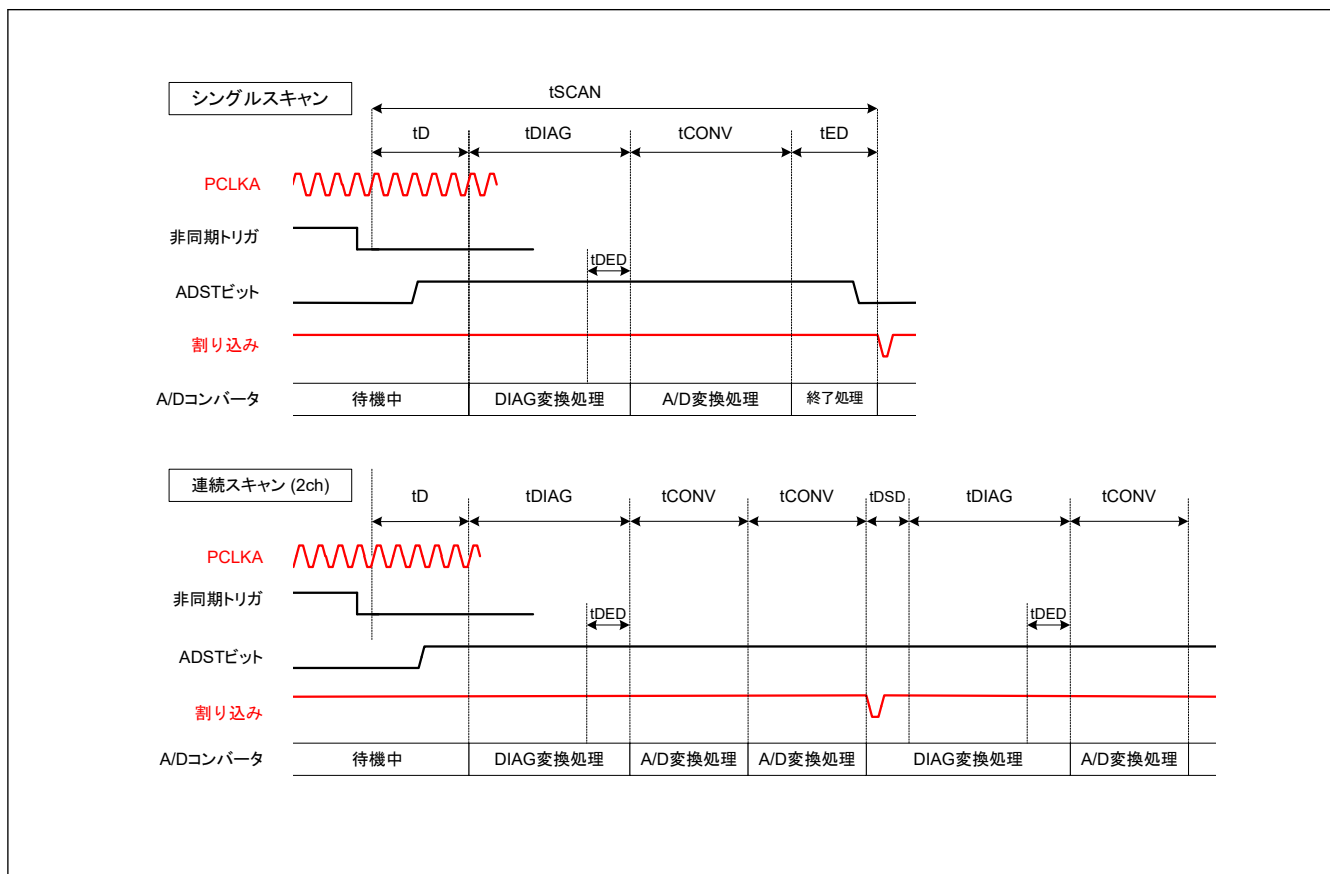 シングルスキャン
tSCAN
tD tDIAG tCONV tED
PCLKA
非同期トリガ
tDED
ADSTビット
割り込み
A/Dコンバータ 待機中 DIAG変換処理 A/D変換処理 終了処理
連続スキャン (2ch)
tD tDIAG tCONV tCONV tDSD tDIAG tCONV
PCLKA
非同期トリガ
tDED tDED
ADSTビット
割り込み
A/Dコンバータ 待機中 DIAG変換処理 A/D変換処理 A/D変換処理 DIAG変換処理 A/D変換処理